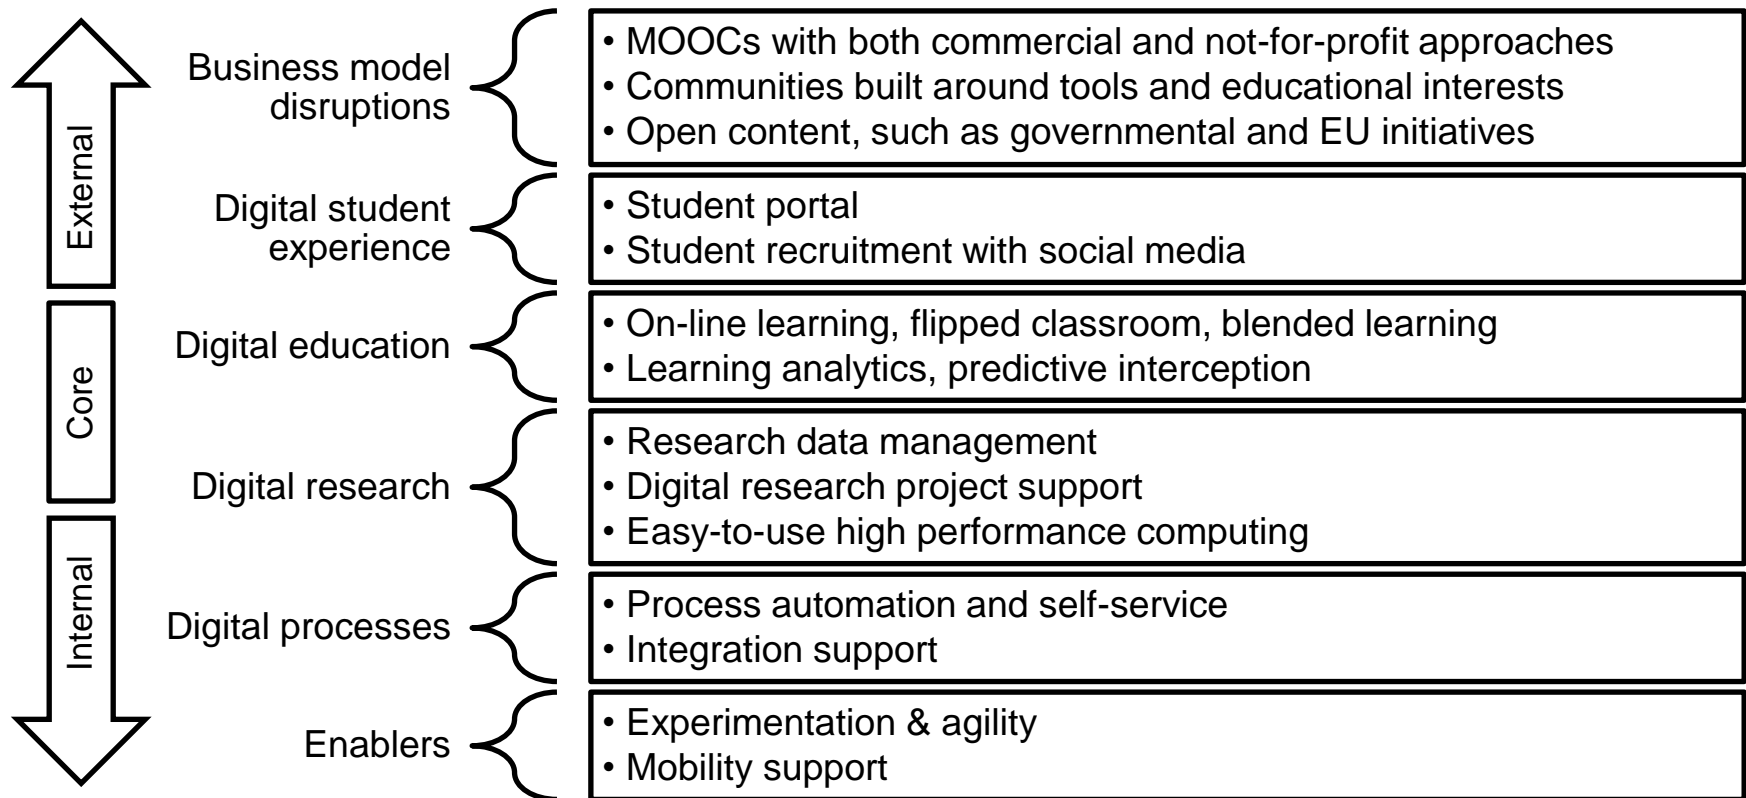 External
Core
Internal
Business model
disruptions
• MOOCs with both commercial and not-for-profit approaches
• Communities built around tools and educational interests
• Open content, such as governmental and EU initiatives
Digital student
experience
• Student portal
• Student recruitment with social media
Digital education
• On-line learning, flipped classroom, blended learning
• Learning analytics, predictive interception
Digital research
• Research data management
• Digital research project support
• Easy-to-use high performance computing
Digital processes
• Process automation and self-service
• Integration support
Enablers
• Experimentation & agility
• Mobility support